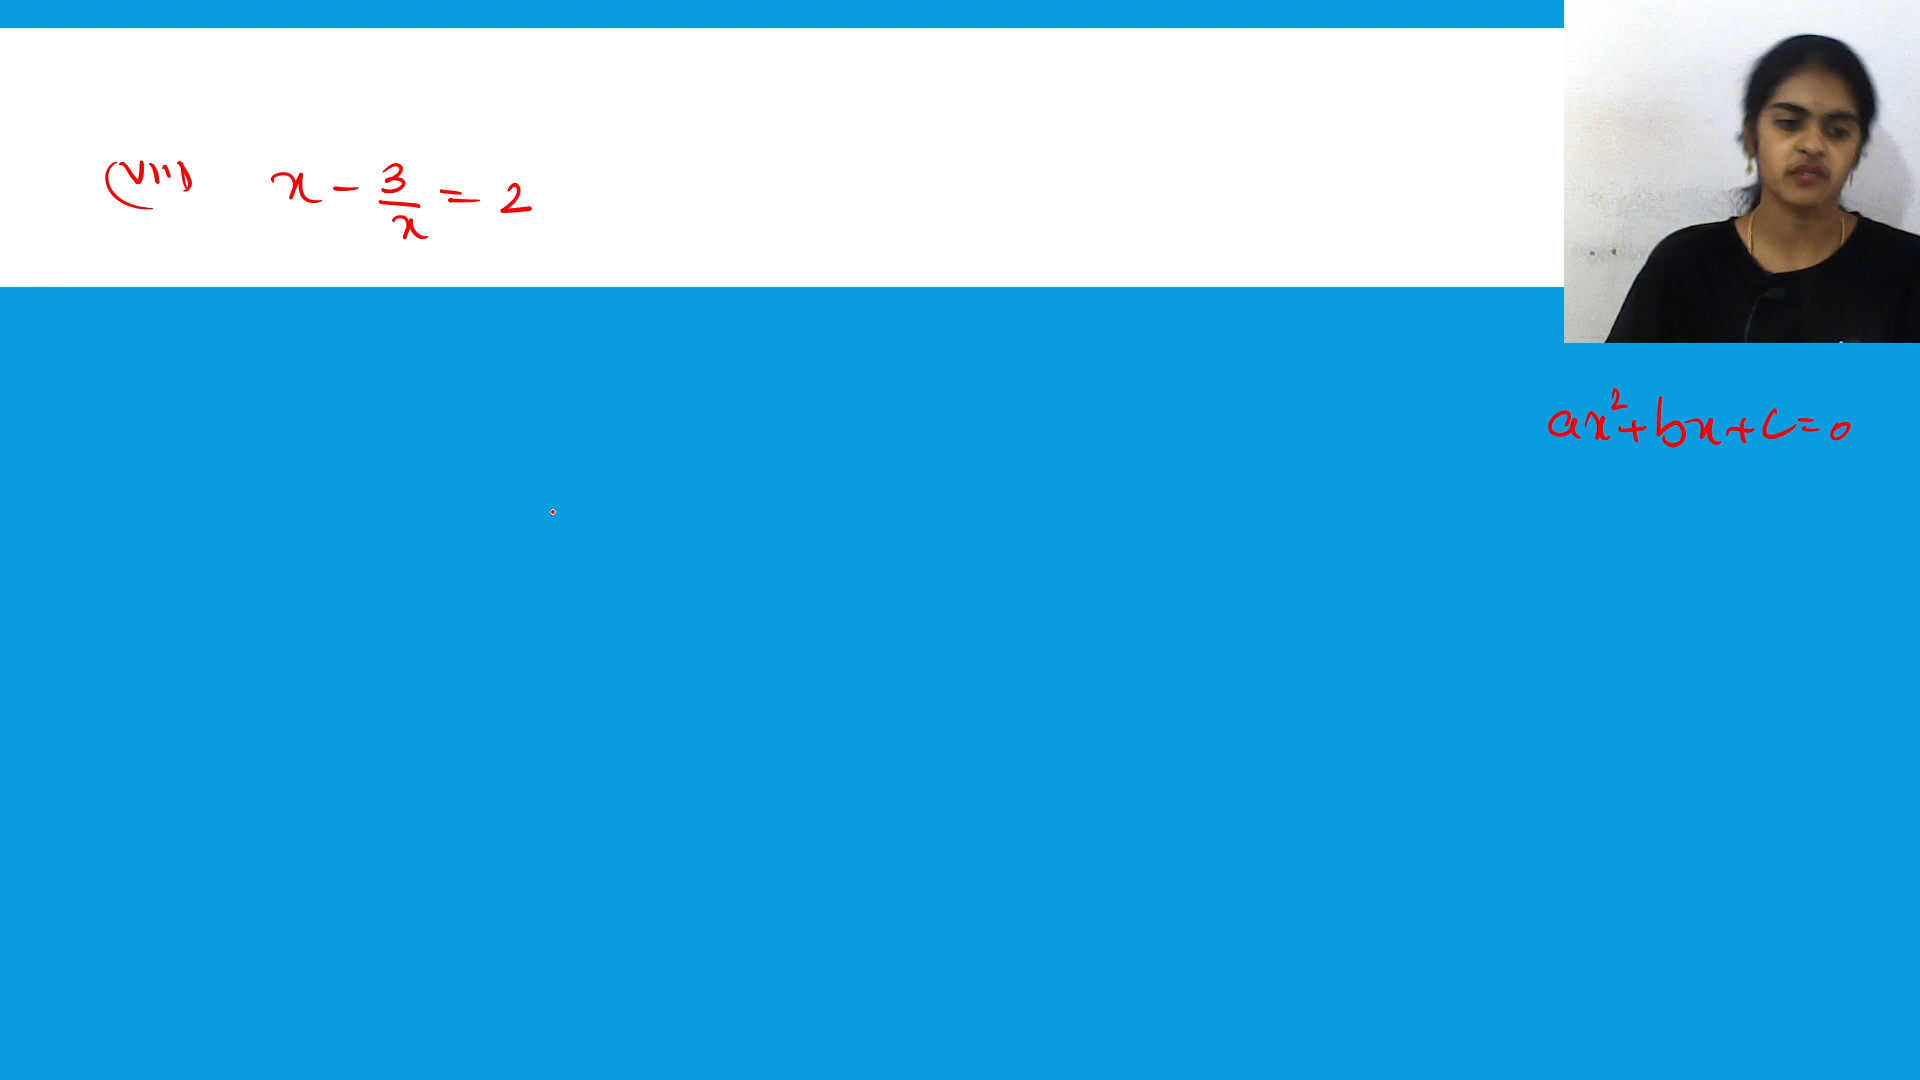 (viii) x - 3/x = 2
ax²+bx+c=0